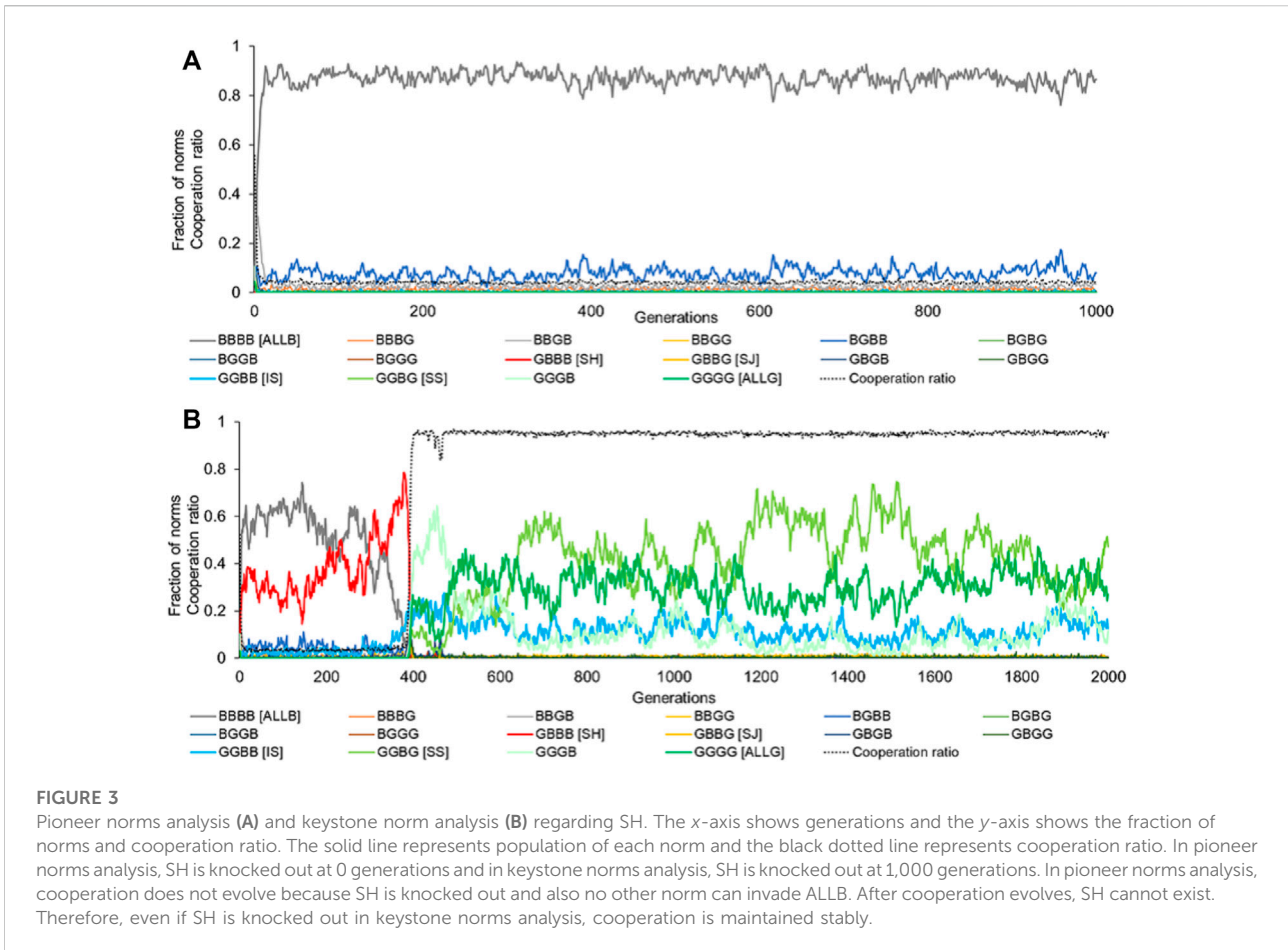 A
Fraction of norms
Cooperation ratio
1
0.8
0.6
0.4
0.2
0
0 200 400 600 800 1000
Generations
BBBB [ALLB] BBBG BBGB BBGG BGBB BGBG
BGGB BGGG GBBB [SH] GBBG [SJ] GBGB GBGG
GGBB [IS] GGBG [SS] GGGB GGGG [ALLG] Cooperation ratio
B
Fraction of norms
Cooperation ratio
1
0.8
0.6
0.4
0.2
0
0 200 400 600 800 1000 1200 1400 1600 1800 2000
Generations
BBBB [ALLB] BBBG BBGB BBGG BGBB BGBG
BGGB BGGG GBBB [SH] GBBG [SJ] GBGB GBGG
GGBB [IS] GGBG [SS] GGGB GGGG [ALLG] Cooperation ratio
FIGURE 3
Pioneer norms analysis (A) and keystone norm analysis (B) regarding SH. The x-axis shows generations and the y-axis shows the fraction of
norms and cooperation ratio. The solid line represents population of each norm and the black dotted line represents cooperation ratio. In pioneer
norms analysis, SH is knocked out at 0 generations and in keystone norms analysis, SH is knocked out at 1,000 generations. In pioneer norms analysis,
cooperation does not evolve because SH is knocked out and also no other norm can invade ALLB. After cooperation evolves, SH cannot exist.
Therefore, even if SH is knocked out in keystone norms analysis, cooperation is maintained stably.